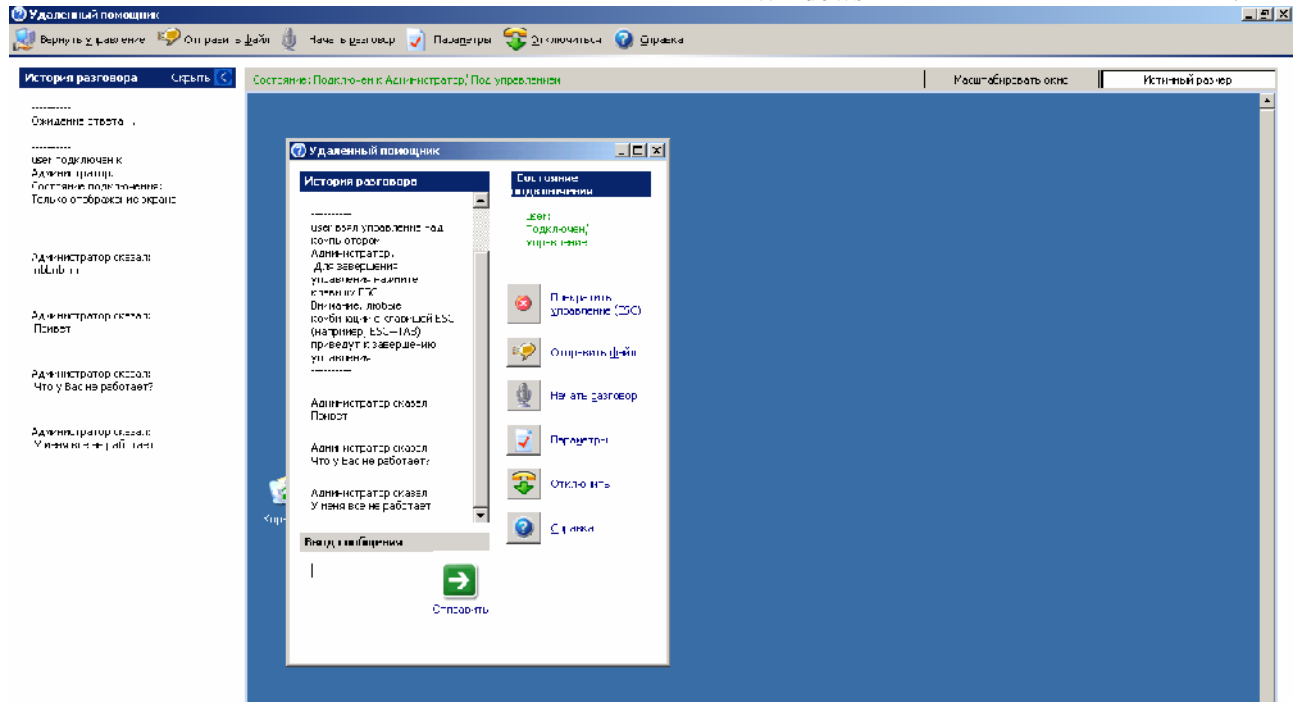 Удаленный помощник
Вернуть управление Отправить файл Начать разговор Параметры Отключиться Справка
История разговора Скрыть
Состояние: Подключен к Администратор/ Под управлением
Масштабировать окно
Истинный размер
----------
Ожидание ответа ...
----------
user подключен к
Администратор.
Состояние подключения:
Только отображение экрана
Администратор сказал:
Администратор сказал:
Привет
Администратор сказал:
Что у Вас не работает?
Администратор сказал:
У меня все не работает
Удаленный помощник
История разговора
----------
user взял управление над
компьютером
Администратор.
Для завершения
управления нажмите
клавишу ESC
Внимание, любые
комбинации с клавишей ESC
(например, ESC+TAB)
приведут к завершению
управления
----------
Администратор сказал
Привет
Администратор сказал
Что у Вас не работает?
Администратор сказал
У меня все не работает
Ввод сообщения
Отправить
Состояние
подключения
user:
Подключен/
управление
Прекратить
управление (ESC)
Отправить файл
Начать разговор
Параметры
Отключить
Справка